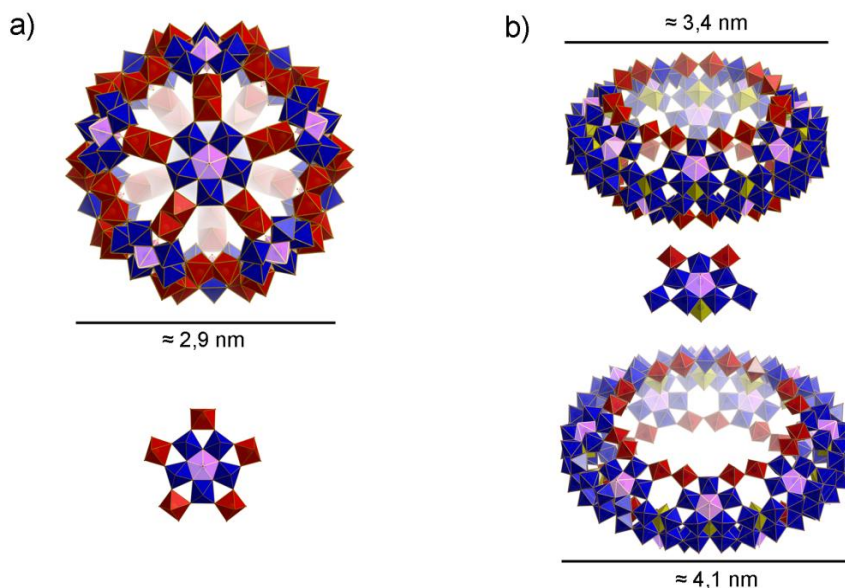 a)
≈ 2,9 nm
b)
≈ 3,4 nm
≈ 4,1 nm